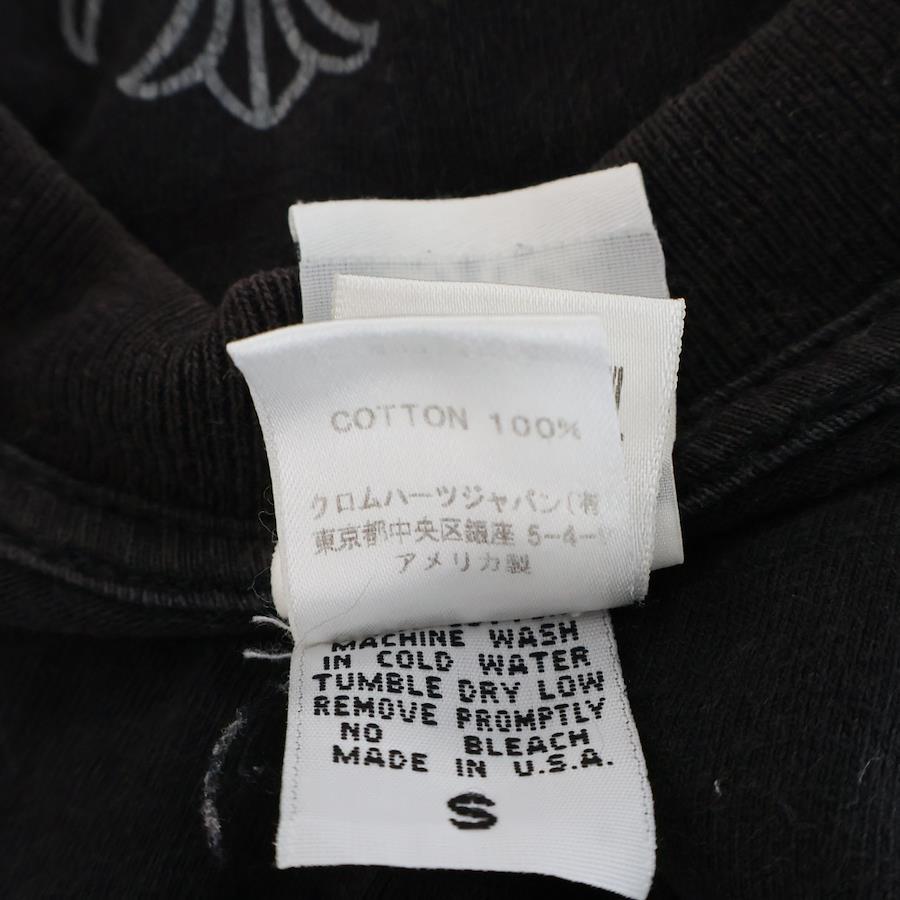 COTTON 100%
クロムハーツジャパン(有
東京都中央区銀座 5-4-
アメリカ製
MACHINE WASH
IN COLD WATER
TUMBLE DRY LOW
REMOVE PROMPTLY
NO BLEACH
MADE IN U.S.A.
S